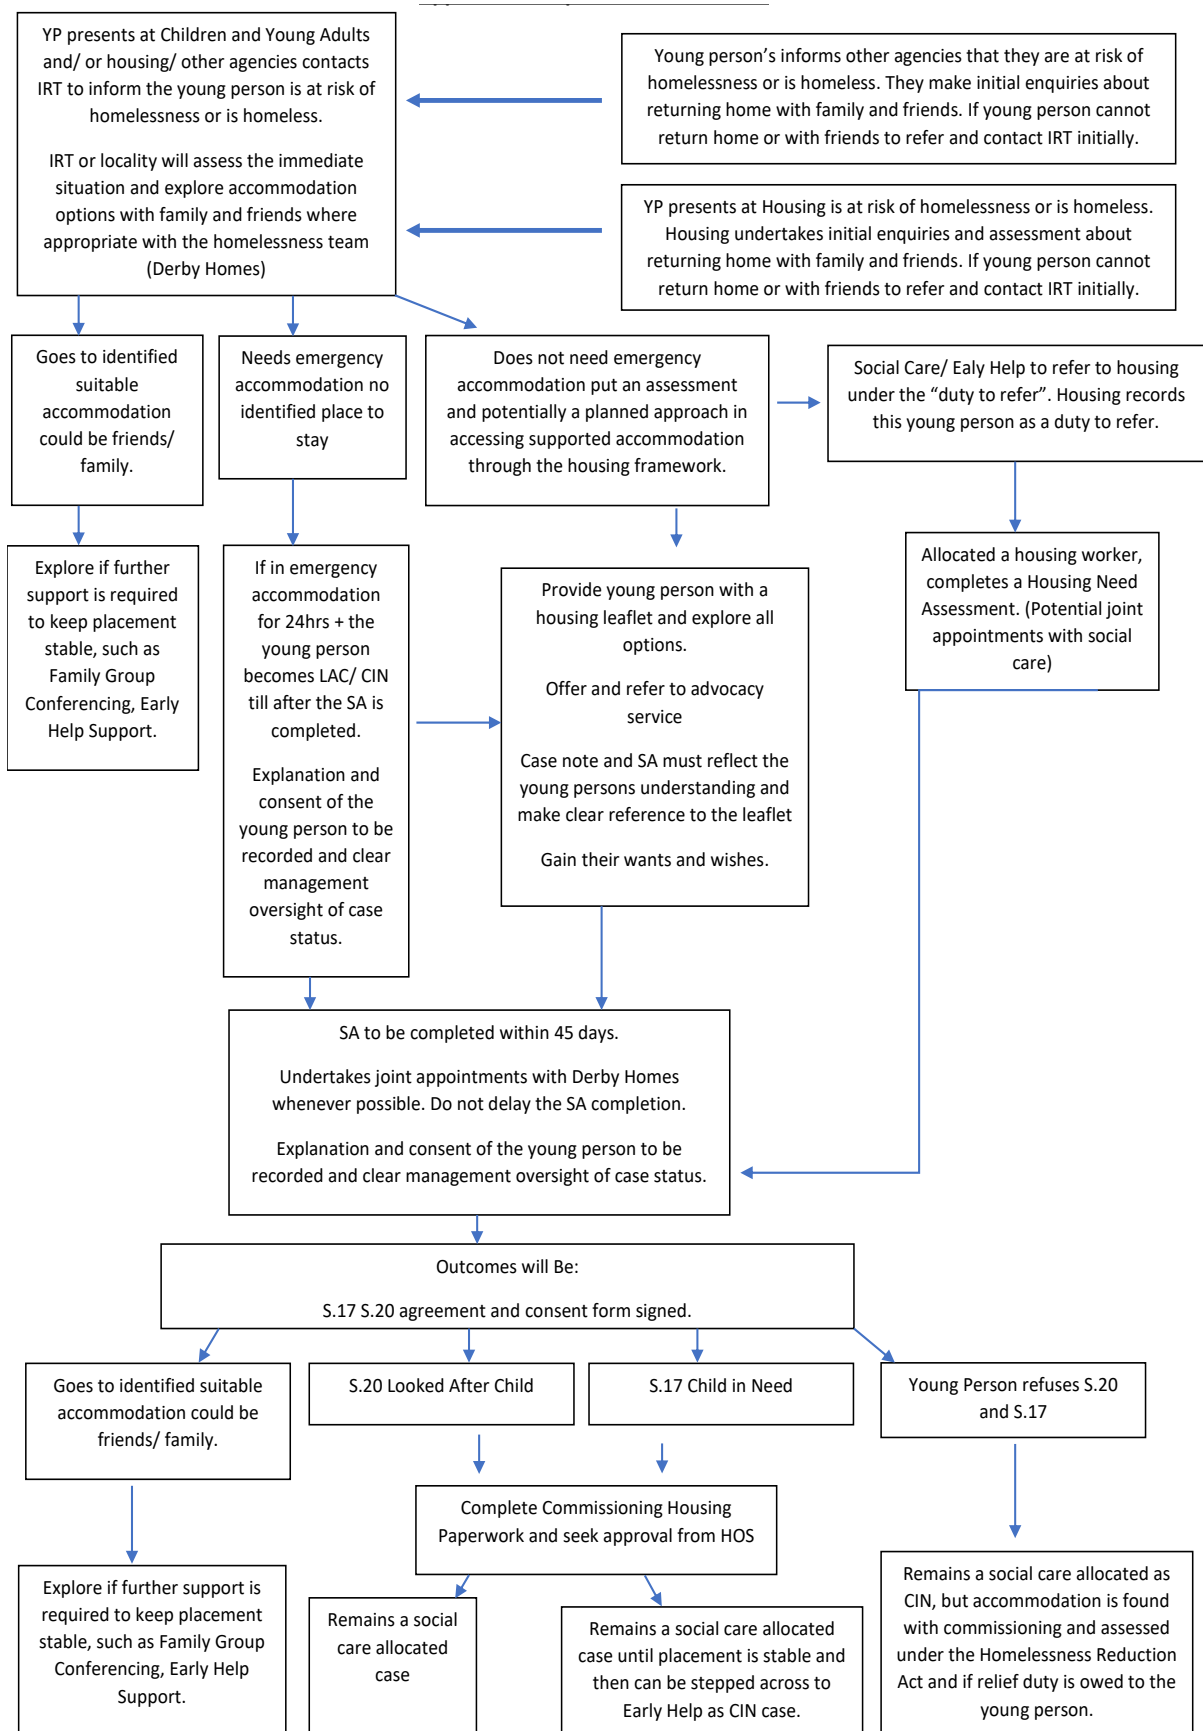 YP presents at Children and Young Adults
and/ or housing/ other agencies contacts
IRT to inform the young person is at risk of
homelessness or is homeless.
IRT or locality will assess the immediate
situation and explore accommodation
options with family and friends where
appropriate with the homelessness team
(Derby Homes)
Young person’s informs other agencies that they are at risk of
homelessness or is homeless. They make initial enquiries about
returning home with family and friends. If young person cannot
return home or with friends to refer and contact IRT initially.
YP presents at Housing is at risk of homelessness or is homeless.
Housing undertakes initial enquiries and assessment about
returning home with family and friends. If young person cannot
return home or with friends to refer and contact IRT initially.
Goes to identified
suitable
accommodation
could be friends/
family.
Needs emergency
accommodation no
identified place to
stay
Does not need emergency
accommodation put an assessment
and potentially a planned approach in
accessing supported accommodation
through the housing framework.
Social Care/ Ealy Help to refer to housing
under the “duty to refer”. Housing records
this young person as a duty to refer.
Explore if further
support is required
to keep placement
stable, such as
Family Group
Conferencing, Early
Help Support.
If in emergency
accommodation
for 24hrs + the
young person
becomes LAC/ CIN
till after the SA is
completed.
Explanation and
consent of the
young person to be
recorded and clear
management
oversight of case
status.
Provide young person with a
housing leaflet and explore all
options.
Offer and refer to advocacy
service
Case note and SA must reflect the
young persons understanding and
make clear reference to the leaflet
Gain their wants and wishes.
Allocated a housing worker,
completes a Housing Need
Assessment. (Potential joint
appointments with social
care)
SA to be completed within 45 days.
Undertakes joint appointments with Derby Homes
whenever possible. Do not delay the SA completion.
Explanation and consent of the young person to be
recorded and clear management oversight of case status.
Outcomes will Be:
S.17 S.20 agreement and consent form signed.
Goes to identified suitable
accommodation could be
friends/ family.
S.20 Looked After Child
S.17 Child in Need
Young Person refuses S.20
and S.17
Complete Commissioning Housing
Paperwork and seek approval from HOS
Explore if further support is
required to keep placement
stable, such as Family Group
Conferencing, Early Help
Support.
Remains a social
care allocated
case
Remains a social care allocated
case until placement is stable and
then can be stepped across to
Early Help as CIN case.
Remains a social care allocated as
CIN, but accommodation is found
with commissioning and assessed
under the Homelessness Reduction
Act and if relief duty is owed to the
young person.